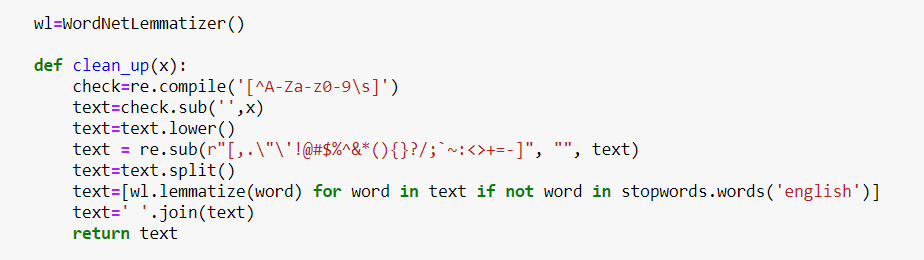 wl=WordNetLemmatizer()
def clean_up(x):
    check=re.compile('[^A-Za-z0-9\s]')
    text=check.sub('',x)
    text=text.lower()
    text = re.sub(r"[,.\"\'!@#$%^&*(){}?/;`~:<>+=-]", "", text)
    text=text.split()
    text=[wl.lemmatize(word) for word in text if not word in stopwords.words('english')]
    text=' '.join(text)
    return text